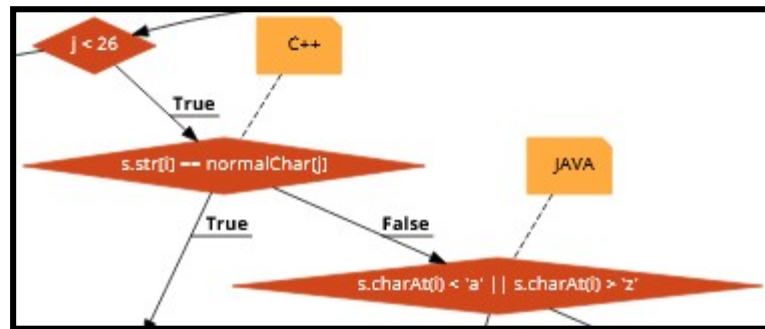 j < 26
C++
True
s.str[i] == normalChar[j]
JAVA
True
False
s.charAt(i) < 'a' || s.charAt(i) > 'z'